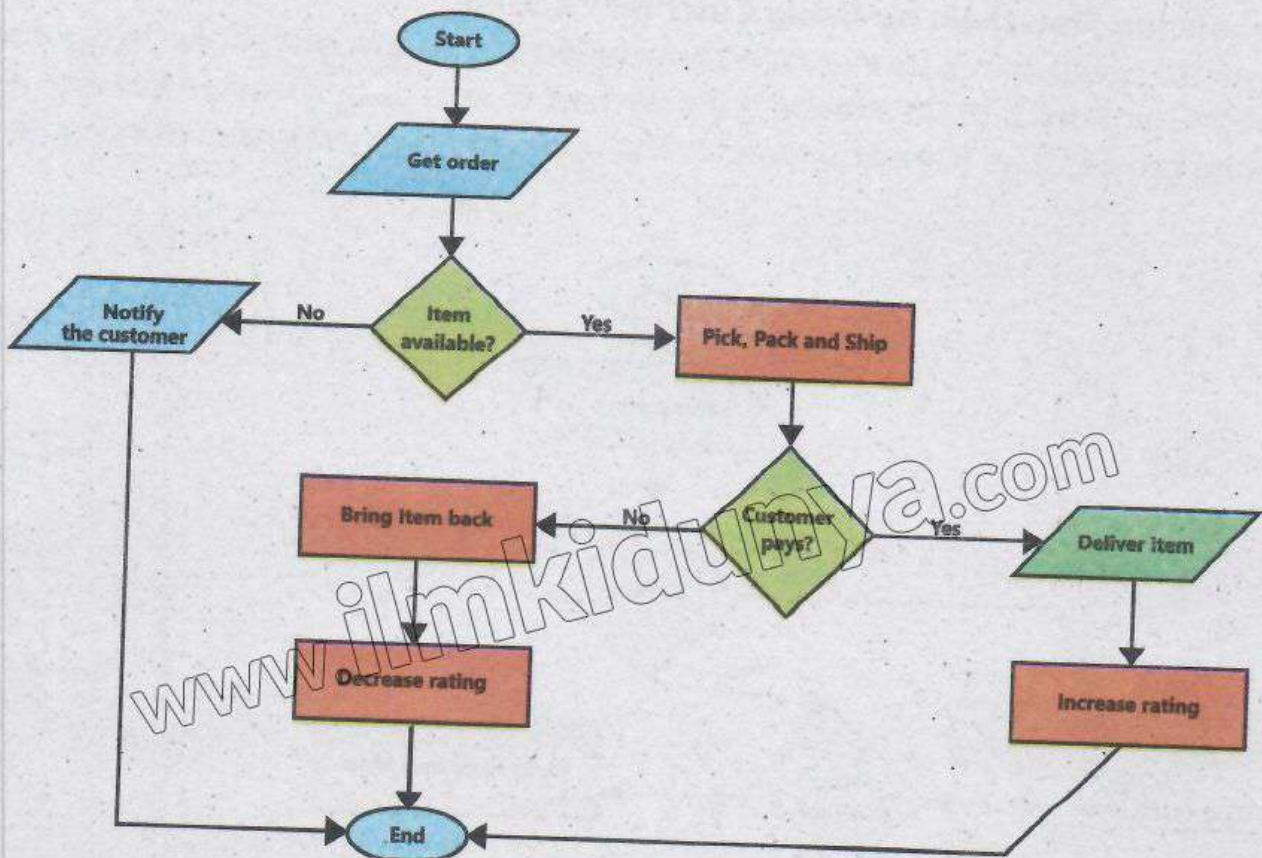 Start
Get order
Item
available?
No
Yes
Notify
the customer
Pick, Pack and Ship
Customer
pays?
No
Yes
Bring Item back
Deliver item
Decrease rating
Increase rating
End
www.ilmkidunya.com